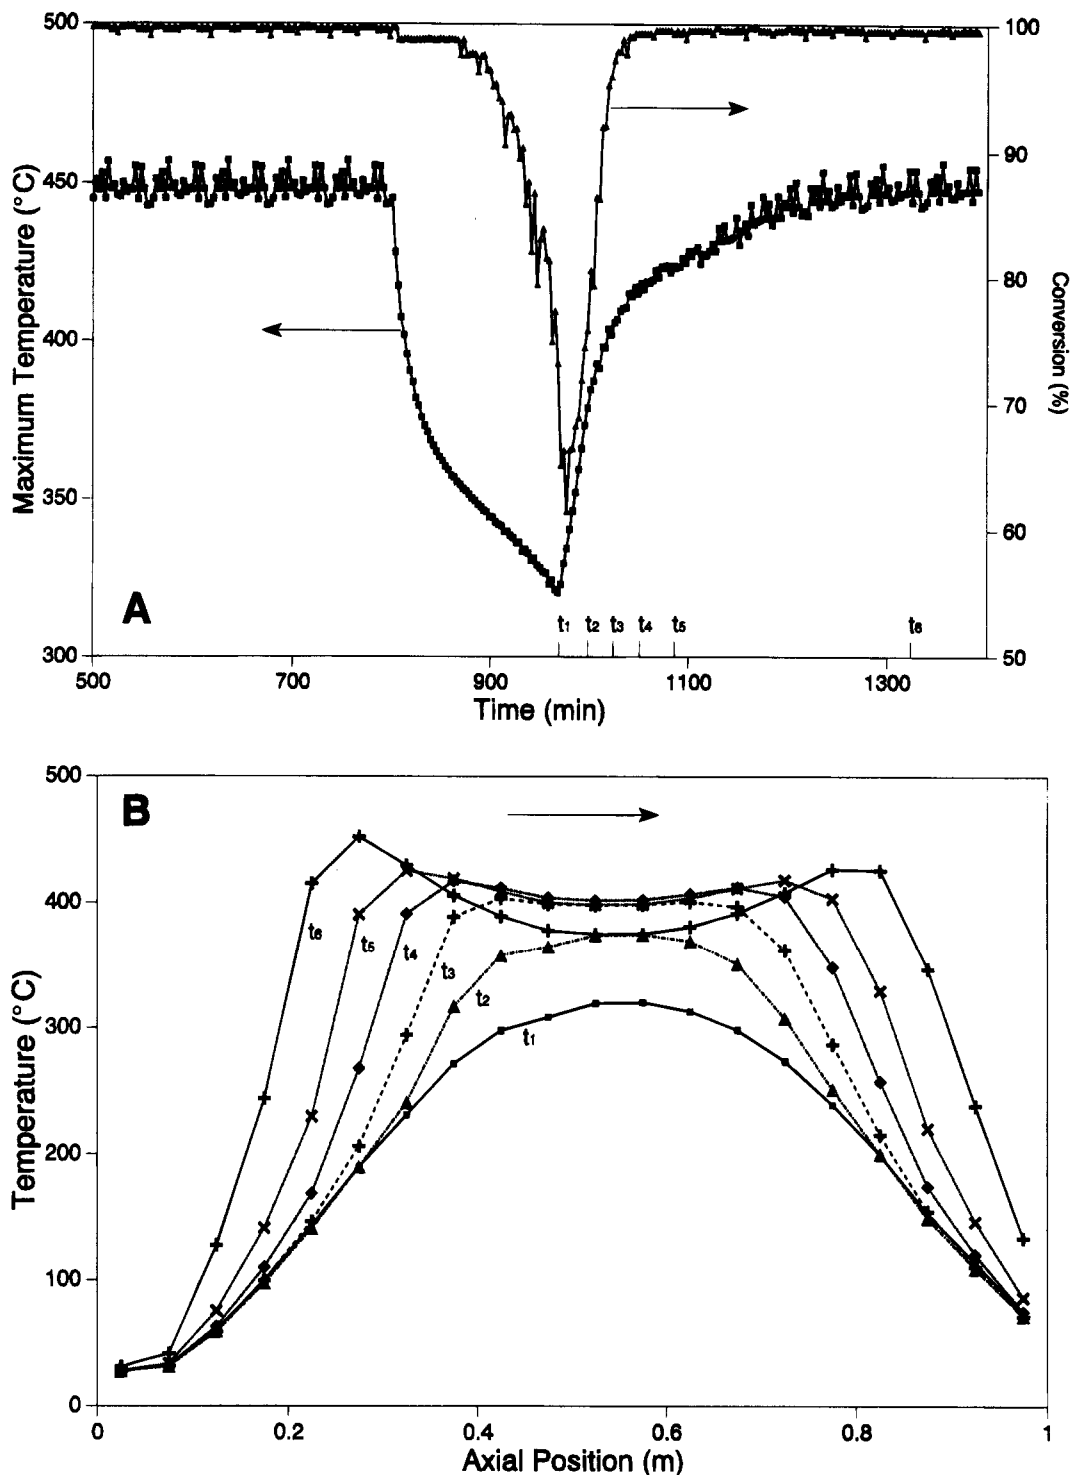 500
450
400
350
300
Maximum Temperature (°C)
100
90
80
70
60
50
Conversion (%)
A
t1 t2 t3 t4 t5 t6
500 700 900 1100 1300
Time (min)
B
500
400
300
200
100
0
Temperature (°C)
t6
t5
t4
t3
t2
t1
0 0.2 0.4 0.6 0.8 1
Axial Position (m)